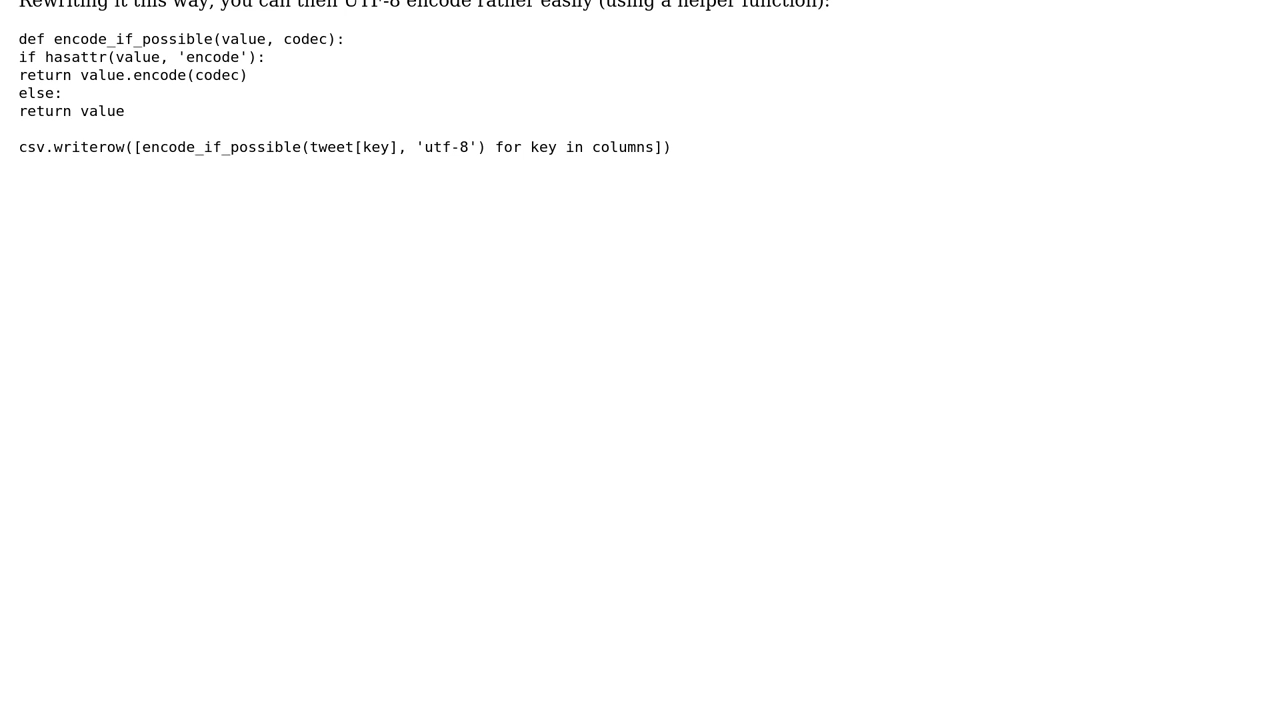 Rewriting it this way, you can then UTF-8 encode rather easily (using a helper function):
def encode_if_possible(value, codec):
if hasattr(value, 'encode'):
return value.encode(codec)
else:
return value
csv.writerow([encode_if_possible(tweet[key], 'utf-8') for key in columns])